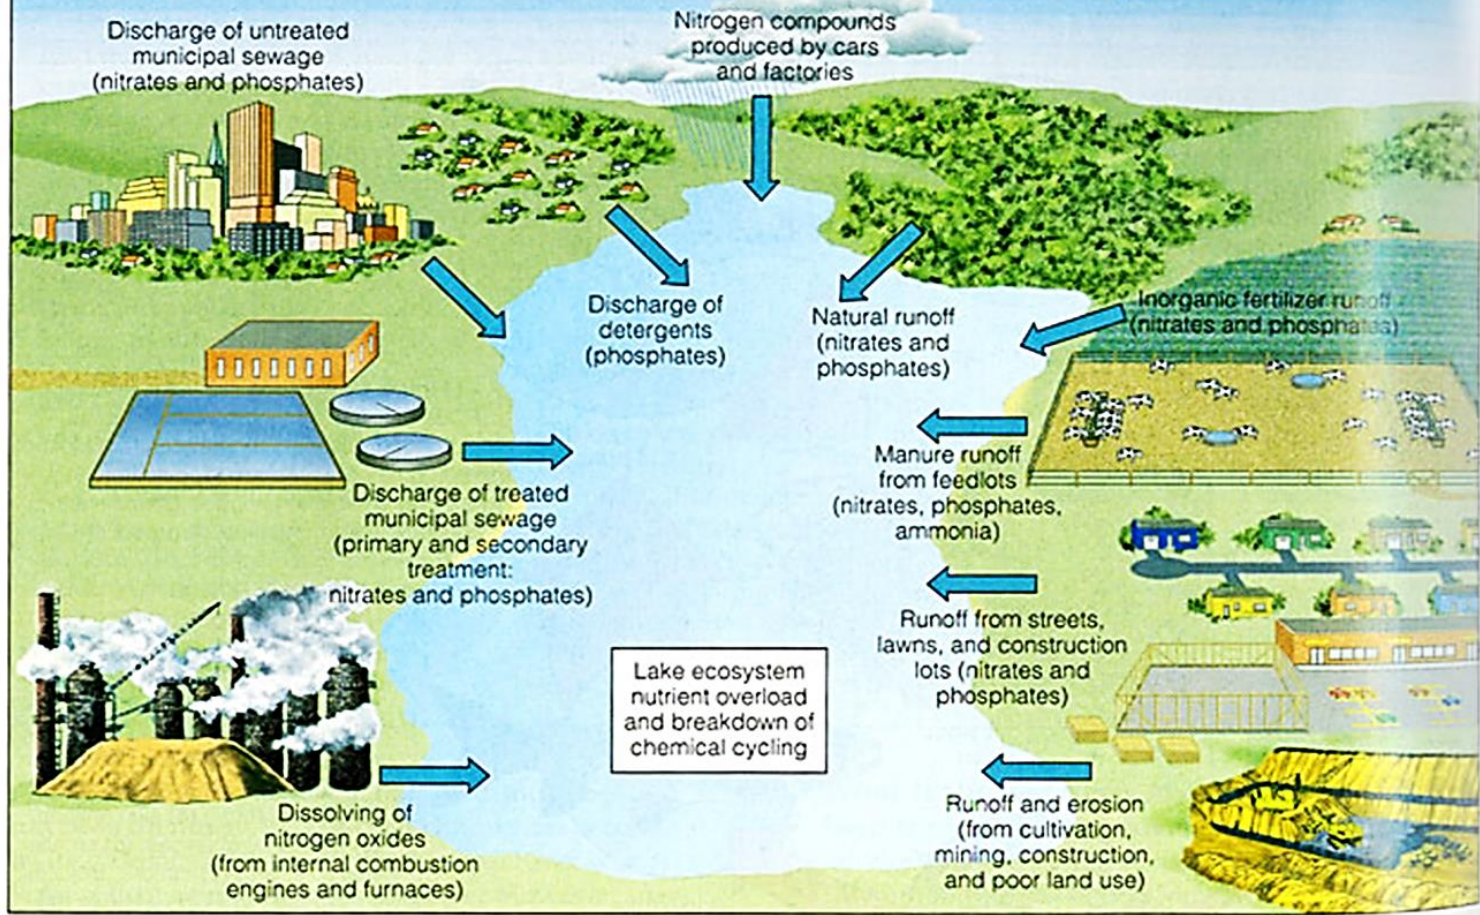 Discharge of untreated
municipal sewage
(nitrates and phosphates)
Nitrogen compounds
produced by cars
and factories
Discharge of
detergents
(phosphates)
Natural runoff
(nitrates and
phosphates)
Inorganic fertilizer runoff
(nitrates and phosphates)
Manure runoff
from feedlots
(nitrates, phosphates,
ammonia)
Discharge of treated
municipal sewage
(primary and secondary
treatment:
nitrates and phosphates)
Runoff from streets,
lawns, and construction
lots (nitrates and
phosphates)
Lake ecosystem
nutrient overload
and breakdown of
chemical cycling
Dissolving of
nitrogen oxides
(from internal combustion
engines and furnaces)
Runoff and erosion
(from cultivation,
mining, construction,
and poor land use)